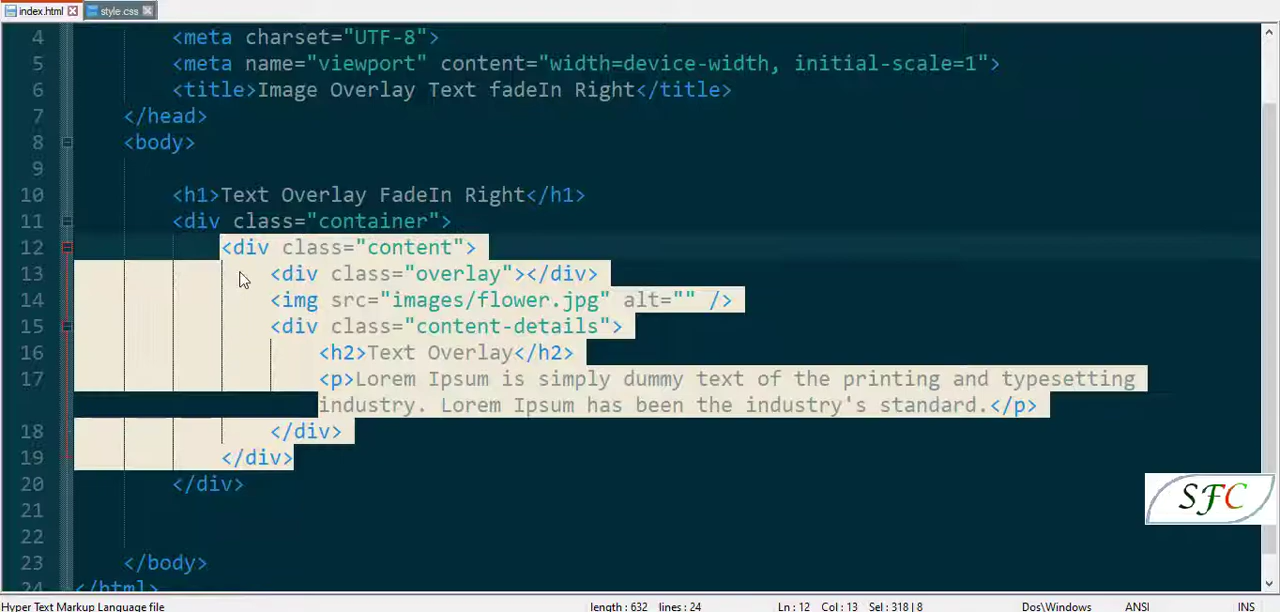 index.html style.css
4 <meta charset="UTF-8">
5 <meta name="viewport" content="width=device-width, initial-scale=1">
6 <title>Image Overlay Text fadeIn Right</title>
7 </head>
8 <body>
9
10 <h1>Text Overlay FadeIn Right</h1>
11 <div class="container">
12 <div class="content">
13 <div class="overlay"></div>
14 <img src="images/flower.jpg" alt="" />
15 <div class="content-details">
16 <h2>Text Overlay</h2>
17 <p>Lorem Ipsum is simply dummy text of the printing and typesetting
industry. Lorem Ipsum has been the industry's standard.</p>
18 </div>
19 </div>
20 </div>
SFC
21
22
23 </body>
24 </html>
Hyper Text Markup Language file length : 632 lines : 24 Ln : 12 Col : 13 Sel : 318 | 8 Dos\Windows ANSI INS